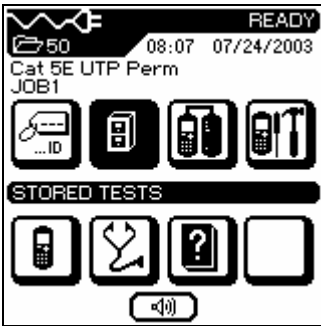 READY
50 08:07 07/24/2003
Cat 5E UTP Perm
JOB1
...ID
STORED TESTS
?